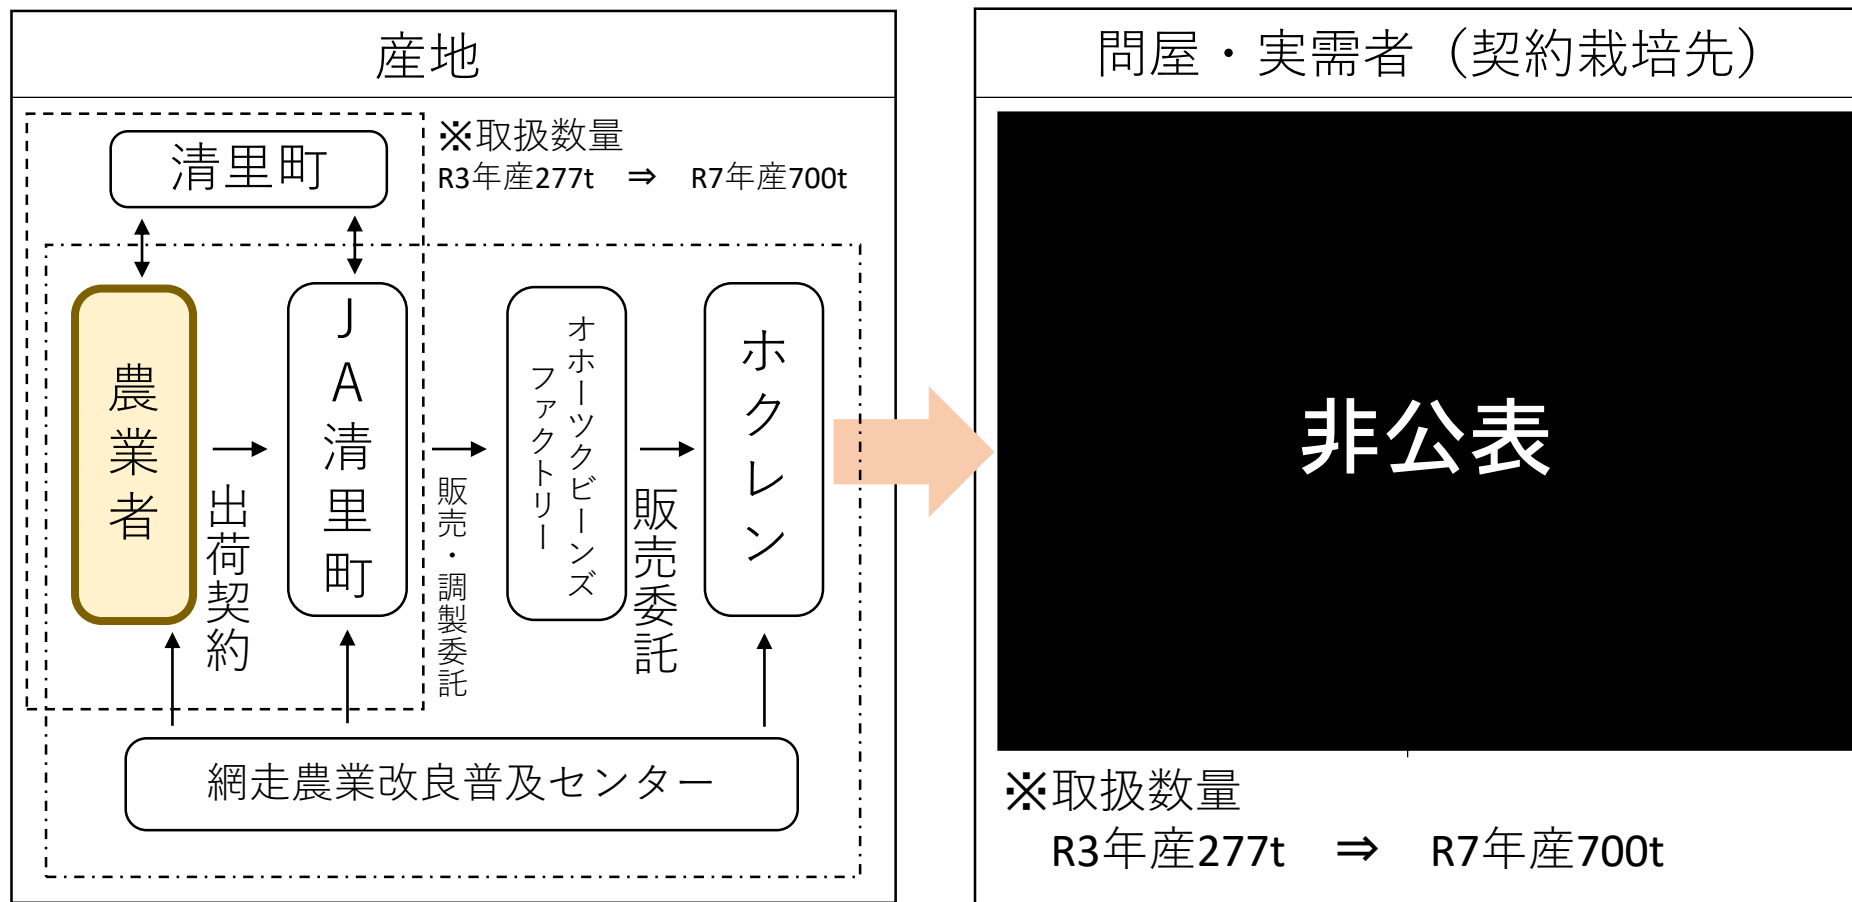 産地
清里町
※取扱数量
R3年産277t ⇒ R7年産700t
農業者
出荷契約
JA清里町
販売・調製委託
オホーツクビーンズ
ファクトリー
販売委託
ホクレン
網走農業改良普及センター
問屋・実需者（契約栽培先）
非公表
※取扱数量
R3年産277t ⇒ R7年産700t